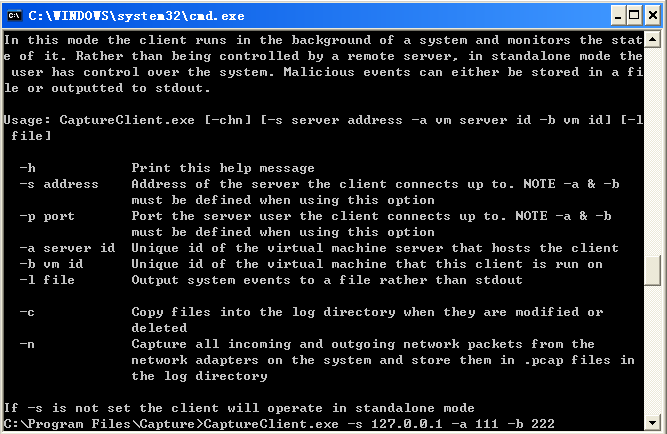 C:\WINDOWS\system32\cmd.exe
In this mode the client runs in the background of a system and monitors the stat
e of it. Rather than being controlled by a remote server, in standalone mode the
 user has control over the system. Malicious events can either be stored in a fi
le or outputted to stdout.
Usage: CaptureClient.exe [-chn] [-s server address -a vm server id -b vm id] [-l
 file]
-h Print this help message
-s address Address of the server the client connects up to. NOTE -a & -b
must be defined when using this option
-p port Port the server user the client connects up to. NOTE -a & -b
must be defined when using this option
-a server id Unique id of the virtual machine server that hosts the client
-b vm id Unique id of the virtual machine that this client is run on
-l file Output system events to a file rather than stdout
-c Copy files into the log directory when they are modified or
deleted
-n Capture all incoming and outgoing network packets from the
network adapters on the system and store them in .pcap files in
the log directory
If -s is not set the client will operate in standalone mode
C:\Program Files\Capture>CaptureClient.exe -s 127.0.0.1 -a 111 -b 222